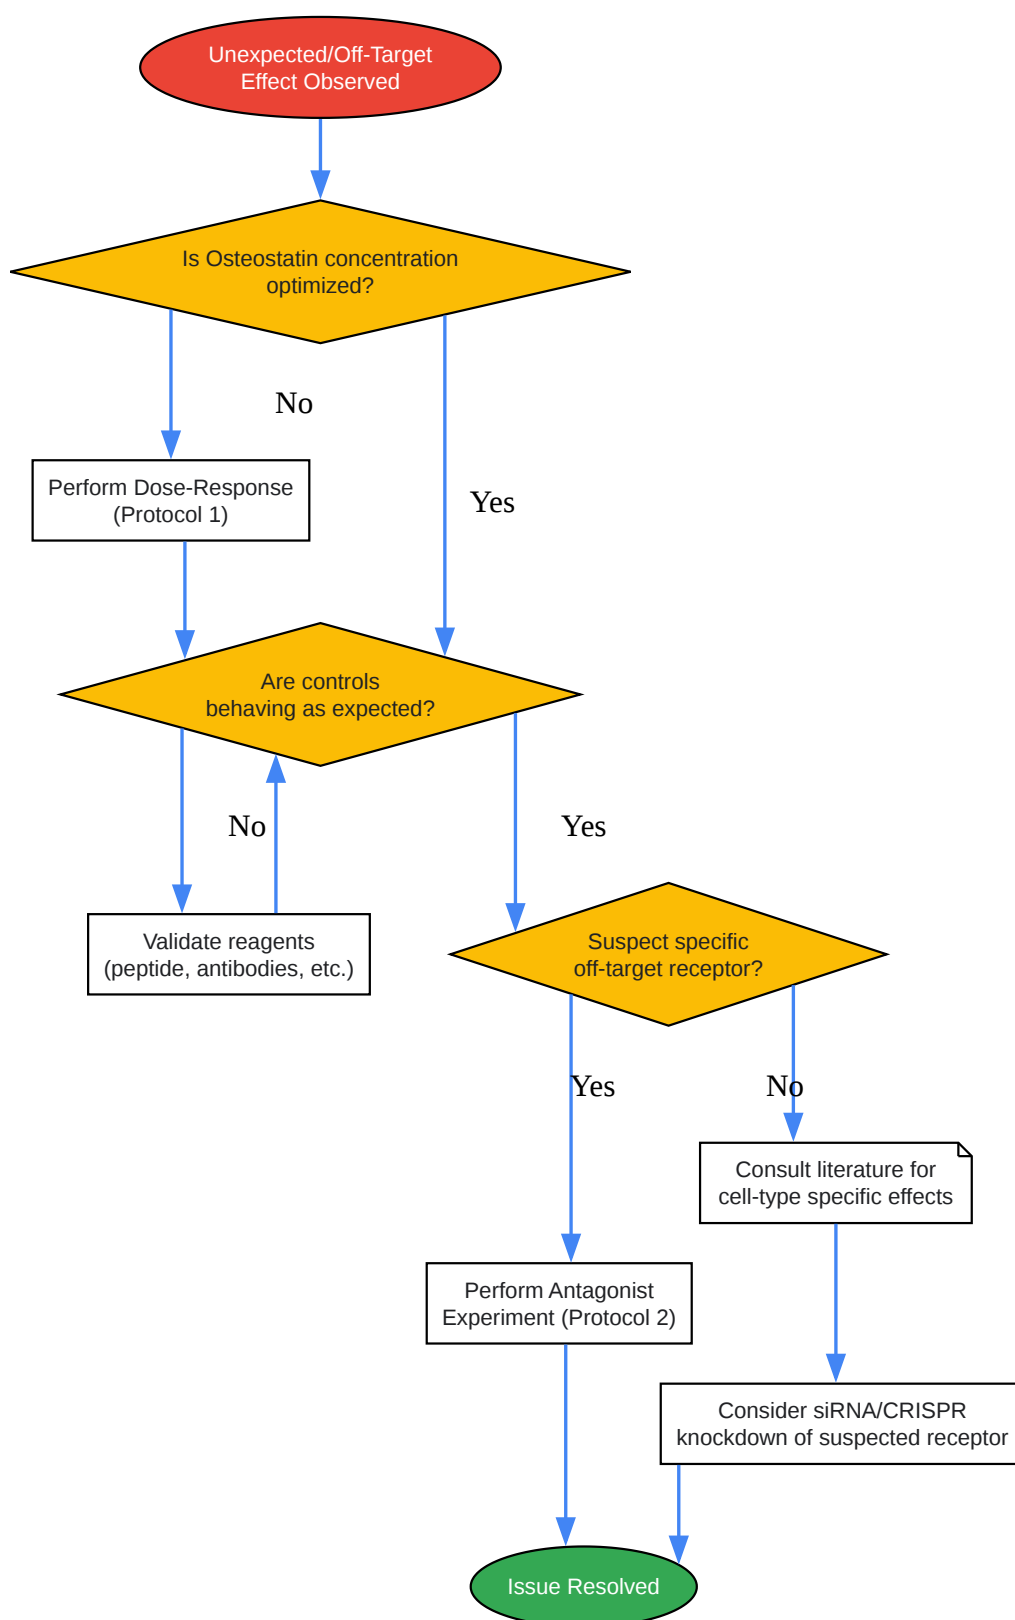 Unexpected/Off-Target
Effect Observed
Is Osteostatin concentration
optimized?
No
Perform Dose-Response
(Protocol 1)
Yes
Are controls
behaving as expected?
No
Yes
Validate reagents
(peptide, antibodies, etc.)
Suspect specific
off-target receptor?
Yes
No
Consult literature for
cell-type specific effects
Perform Antagonist
Experiment (Protocol 2)
Consider siRNA/CRISPR
knockdown of suspected receptor
Issue Resolved